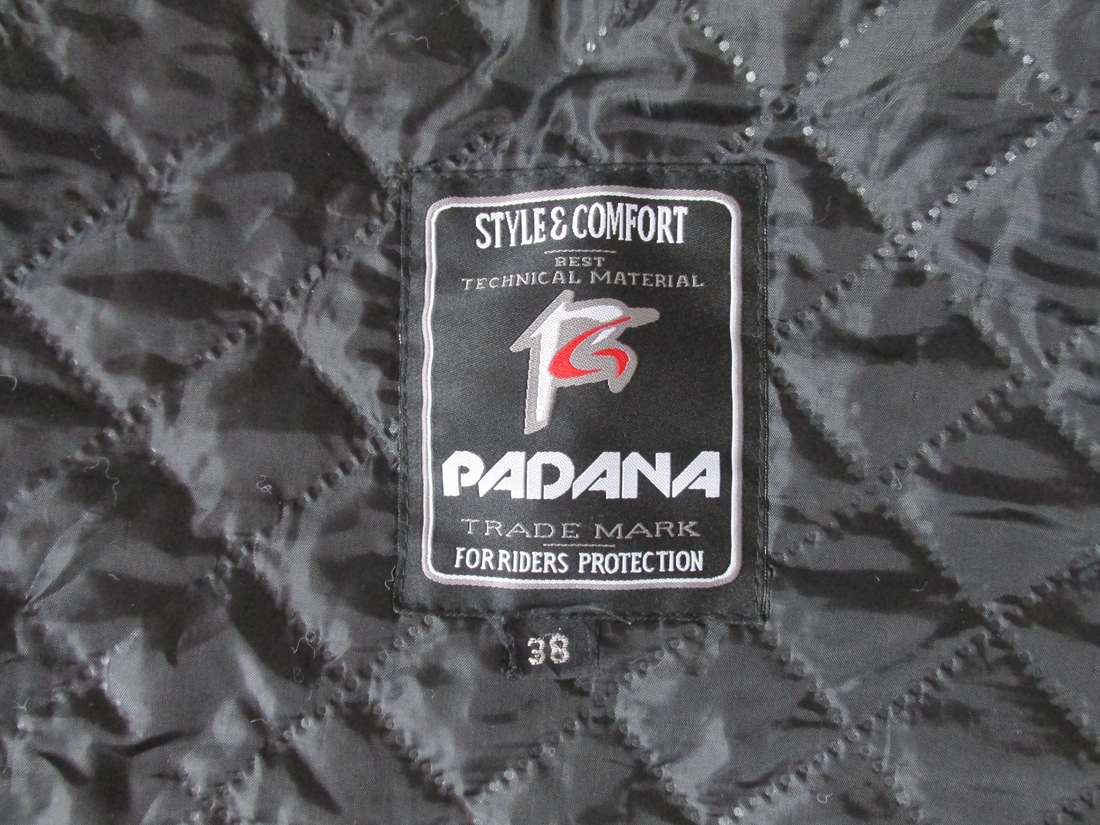 STYLE & COMFORT
BEST
TECHNICAL MATERIAL
PADANA
TRADE MARK
FOR RIDERS PROTECTION
38